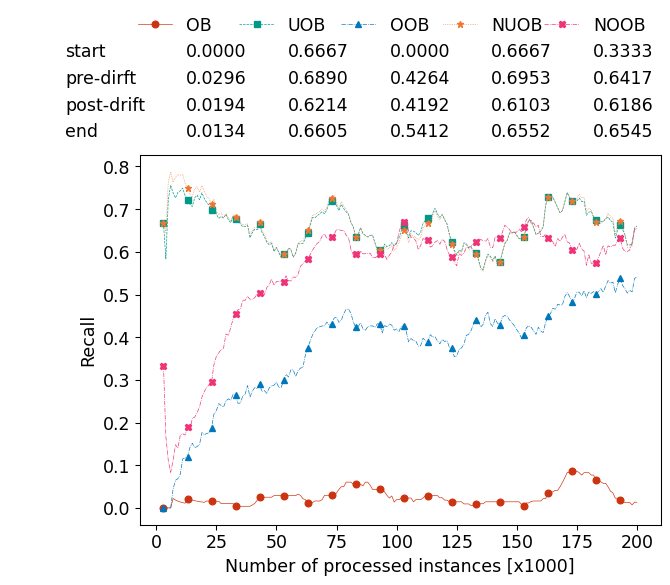 OB UOB OOB NUOB NOOB
start 0.0000 0.6667 0.0000 0.6667 0.3333
pre-dirft 0.0296 0.6890 0.4264 0.6953 0.6417
post-drift 0.0194 0.6214 0.4192 0.6103 0.6186
end 0.0134 0.6605 0.5412 0.6552 0.6545
0.8
0.7
0.6
0.5
0.4
0.3
0.2
0.1
0.0
Recall
0 25 50 75 100 125 150 175 200
Number of processed instances [x1000]